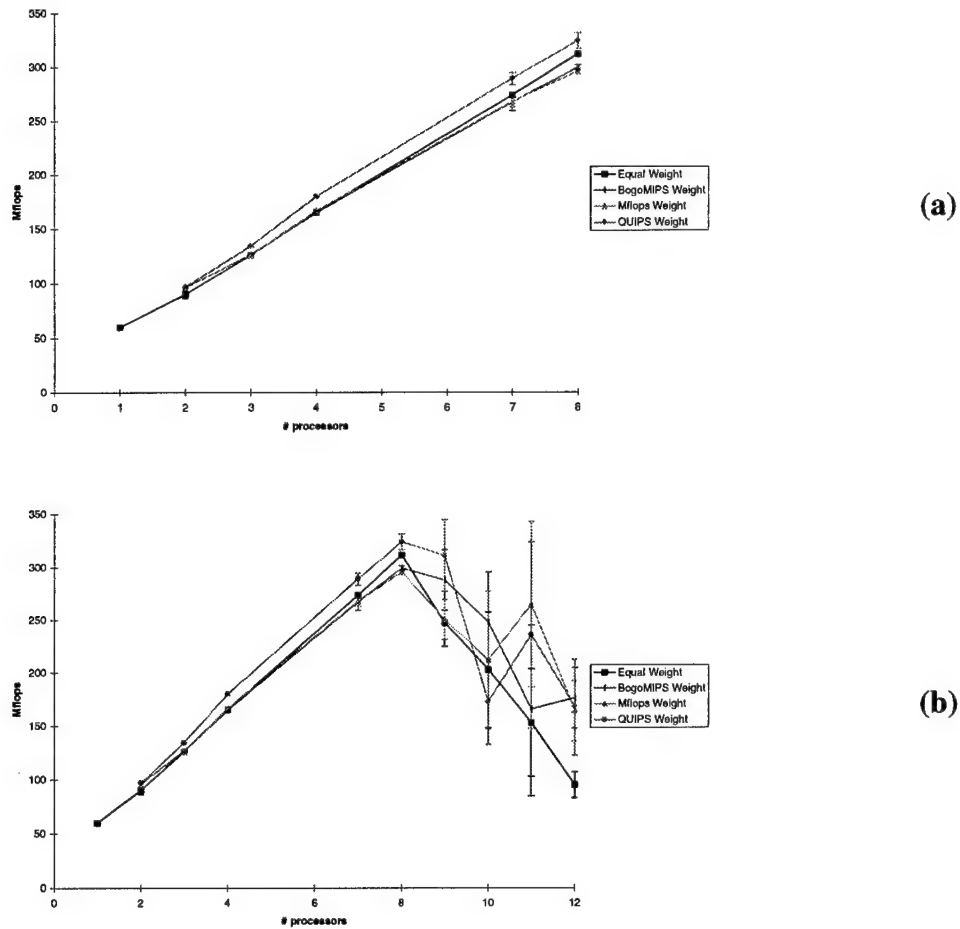 350
300
250
200
150
100
50
0
Mflops
0 1 2 3 4 5 6 7 8
# processors
Equal Weight
BogoMIPS Weight
Mflops Weight
QUIPS Weight
(a)
350
300
250
200
150
100
50
0
Mflops
0 2 4 6 8 10 12
# processors
Equal Weight
BogoMIPS Weight
Mflops Weight
QUIPS Weight
(b)